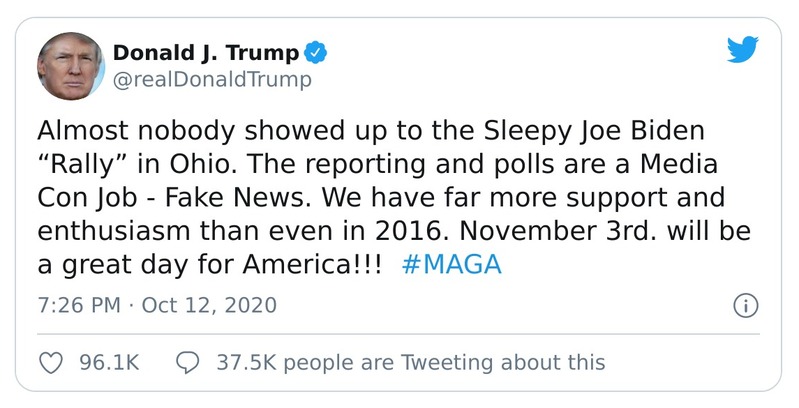 Donald J. Trump
@realDonaldTrump
Almost nobody showed up to the Sleepy Joe Biden
“Rally” in Ohio. The reporting and polls are a Media
Con Job - Fake News. We have far more support and
enthusiasm than even in 2016. November 3rd. will be
a great day for America!!! #MAGA
7:26 PM · Oct 12, 2020
96.1K 37.5K people are Tweeting about this